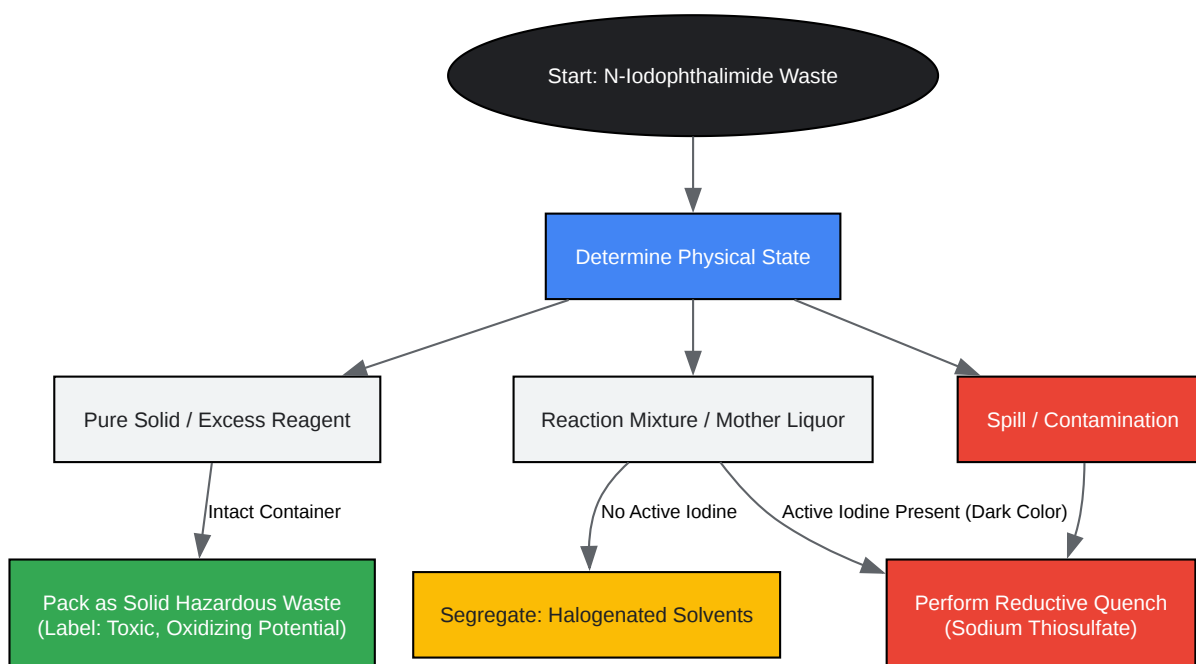 Start: N-Iodophthalimide Waste
Determine Physical State
Pure Solid / Excess Reagent
Reaction Mixture / Mother Liquor
Spill / Contamination
Intact Container
No Active Iodine
Active Iodine Present (Dark Color)
Pack as Solid Hazardous Waste
(Label: Toxic, Oxidizing Potential)
Segregate: Halogenated Solvents
Perform Reductive Quench
(Sodium Thiosulfate)